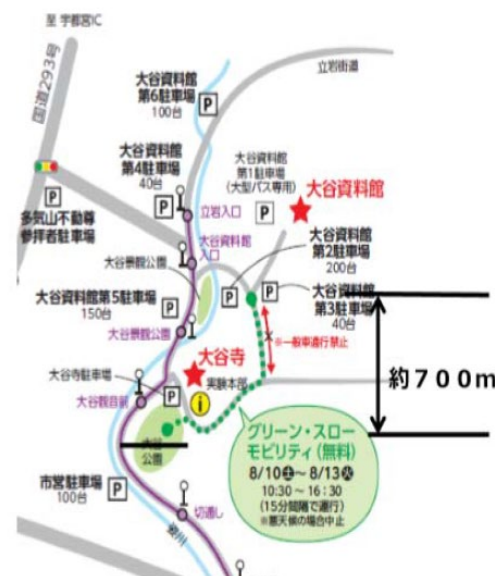 至 宇都宮IC
国道293号
立岩街道
大谷資料館
第6駐車場
100台
P
大谷資料館
第4駐車場
40台
P
大谷資料館
第1駐車場
(大型バス専用)
P
大谷資料館
P
多気山不動尊
参拝者駐車場
立岩入口
大谷資料館
入口
大谷景観公園
大谷資料館
第2駐車場
200台
P
P
大谷資料館
第3駐車場
40台
大谷資料館第5駐車場
150台
P
大谷景観公園
※一般車通行禁止
約700m
大谷寺
大谷寺駐車場
P
実験本部
i
大谷観音前
公園
グリーン・スロー
モビリティ(無料)
8/10土~8/13火
10:30~16:30
(15分間隔で運行)
※荒天候の場合中止
市営駐車場
100台
P
切通し